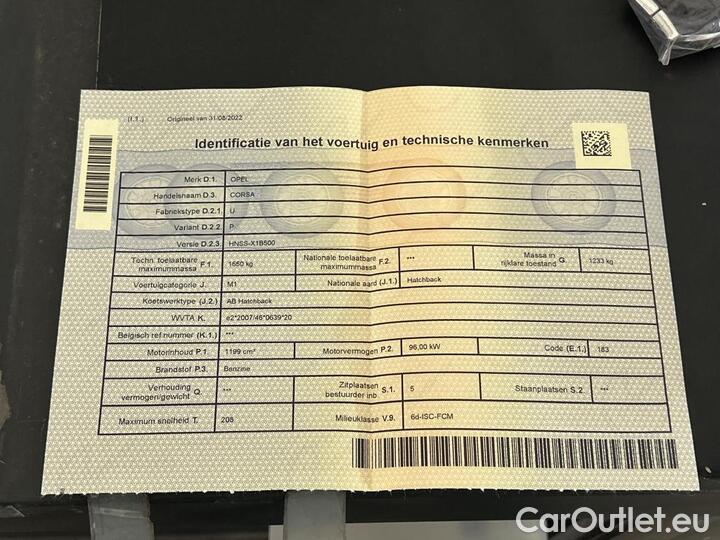 (I.1.) Origineel van 31/08/2022
Identificatie van het voertuig en technische kenmerken
Merk D.1. OPEL
Handelsnaam D.3. CORSA
Fabriekstype D.2.1 U
Variant D.2.2 P
Versie D.2.3 HNSS-X1B500
Techn. toelaatbare maximummassa F.1. 1650 kg Nationale toelaatbare maximummassa F.2. *** Massa in rijklare toestand G. 1233 kg
Voertuigcategorie J. M1 Nationale aard (J.1.) Hatchback
Koetswerktype (J.2.) AB Hatchback
WVTA K. e2*2007/46*0639*20
Belgisch ref nummer (K.1.) ***
Motorinhoud P.1. 1199 cm³ Motorvermogen P.2. 96,00 kW Code (E.1.) 183
Brandstof P.3. Benzine
Verhouding vermogen/gewicht Q. *** Zitplaatsen bestuurder inb. S.1. 5 Staanplaatsen S.2. ***
Maximum snelheid T. 208 Milieuklasse V.9. 6d-ISC-FCM
CarOutlet.eu